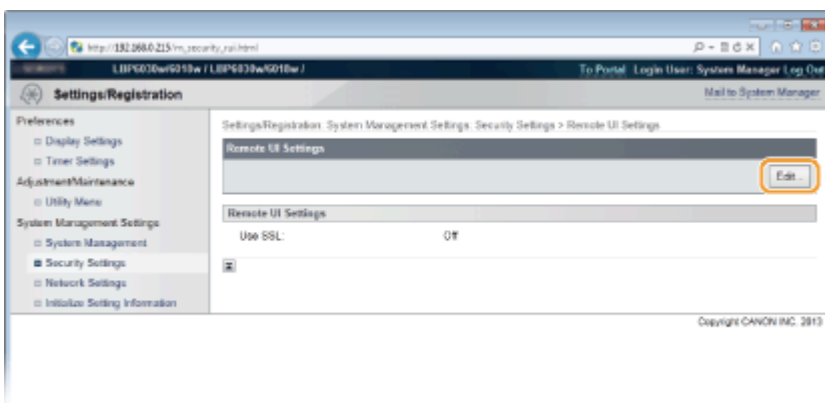 http://192.168.0.215/m_security_rui.html
LBP6030w/6018w / LBP6030w/6018w /
To Portal Login User: System Manager Log Out
Settings/Registration
Mail to System Manager
Preferences
Display Settings
Timer Settings
Adjustment/Maintenance
Utility Menu
System Management Settings
System Management
Security Settings
Network Settings
Initialize Setting Information
Settings/Registration: System Management Settings: Security Settings > Remote UI Settings
Remote UI Settings
Edit...
Remote UI Settings
Use SSL: Off
Copyright CANON INC. 2013